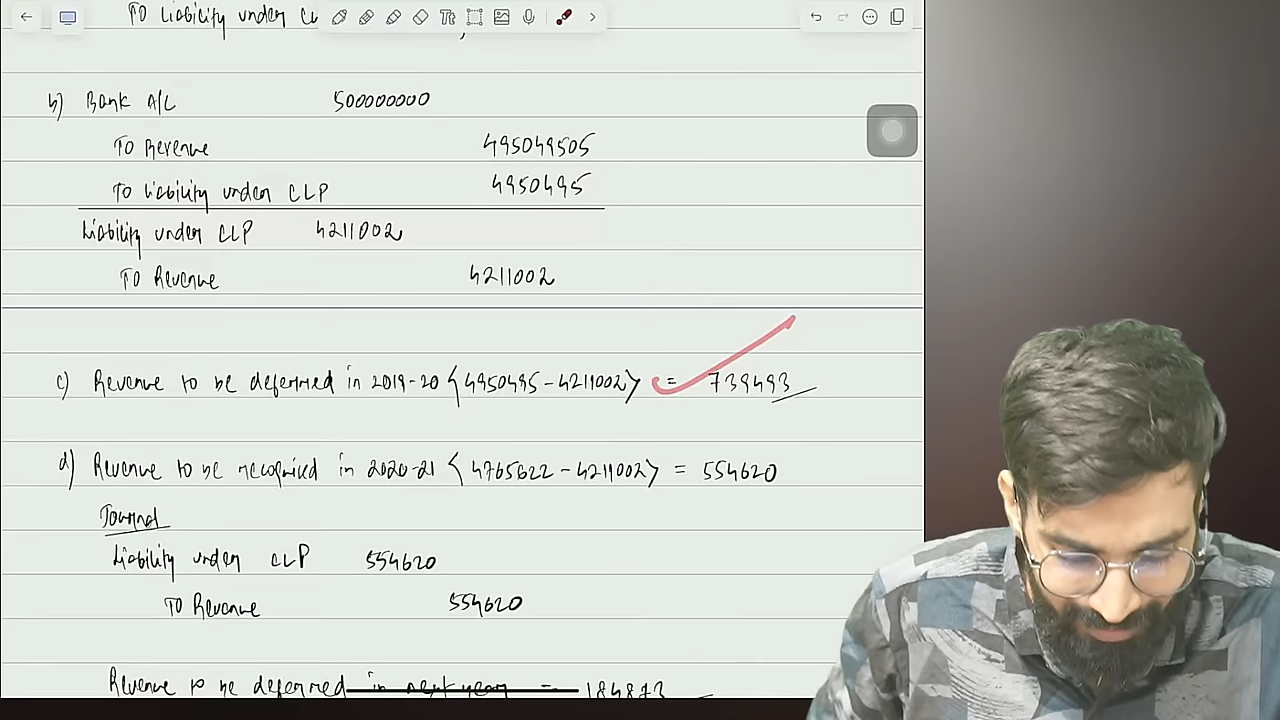 To Liability under
b) Bank A/C 500000000
To Revenue 495049505
To liability under CLP 4950495
Liability under CLP 4211002
To Revenue 4211002
c) Revenue to be deferred in 2019-20 {4950495-4211002} = 739493
d) Revenue to be recognised in 2020-21 {4765622-4211002} = 554620
Journal
Liability under CLP 554620
To Revenue 554620
Revenue to be deferred in next year = 184873